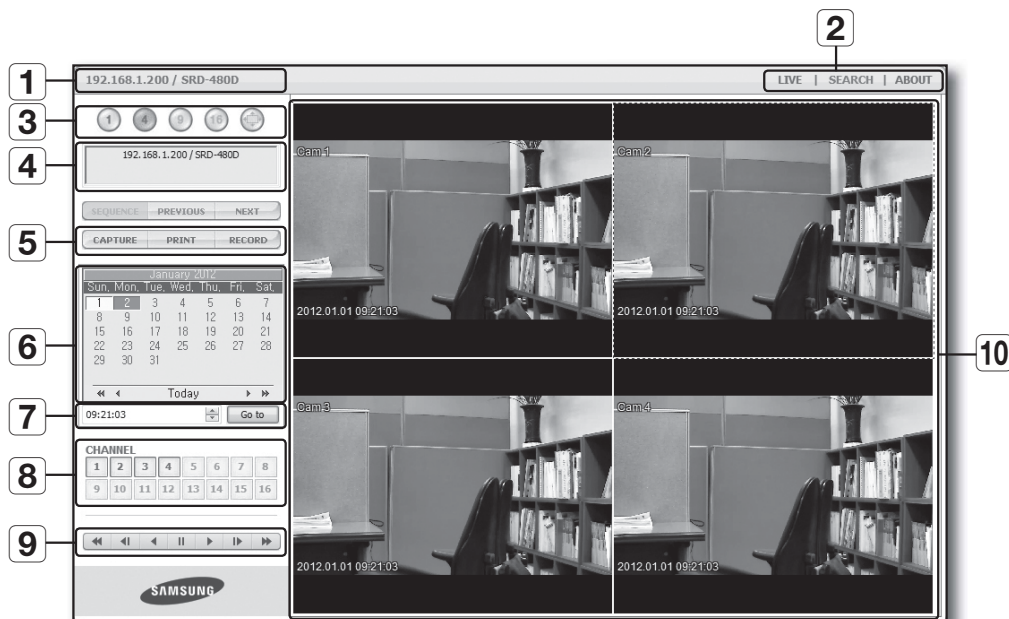 2
1
192.168.1.200 / SRD-480D
LIVE | SEARCH | ABOUT
3
1 4 9 16
4
192.168.1.200 / SRD-480D
SEQUENCE PREVIOUS NEXT
5
CAPTURE PRINT RECORD
6
January 2012
Sun, Mon, Tue, Wed, Thu, Fri, Sat,
1 2 3 4 5 6 7
8 9 10 11 12 13 14
15 16 17 18 19 20 21
22 23 24 25 26 27 28
29 30 31
Today
7
09:21:03 Go to
8
CHANNEL
1 2 3 4 5 6 7 8
9 10 11 12 13 14 15 16
9
SAMSUNG
Cam 1
2012.01.01 09:21:03
Cam 2
2012.01.01 09:21:03
Cam 3
2012.01.01 09:21:03
Cam 4
2012.01.01 09:21:03
10